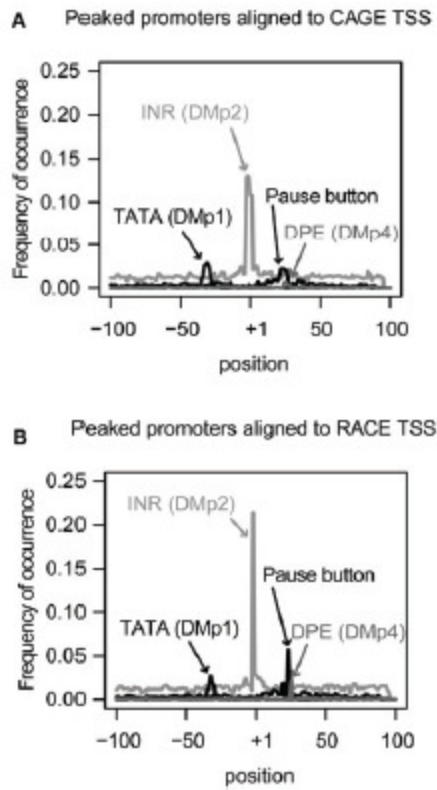 A Peaked promoters aligned to CAGE TSS
0.25
0.20
0.15
0.10
0.05
0.00
Frequency of occurrence
INR (DMp2)
TATA (DMp1)
Pause button
DPE (DMp4)
−100 −50 +1 50 100
position
B Peaked promoters aligned to RACE TSS
0.25
0.20
0.15
0.10
0.05
0.00
Frequency of occurrence
INR (DMp2)
Pause button
TATA (DMp1)
DPE (DMp4)
−100 −50 +1 50 100
position